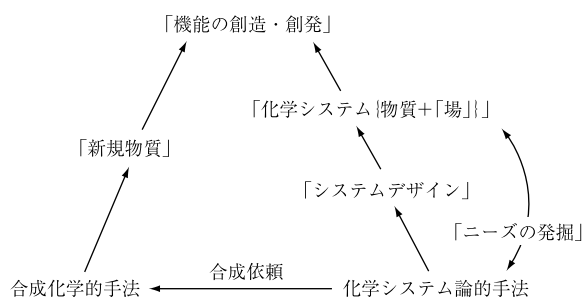 「機能の創造・創発」
「化学システム{物質+「場」}」
「新規物質」
「システムデザイン」
「ニーズの発掘」
合成依頼
合成化学的手法
化学システム論的手法